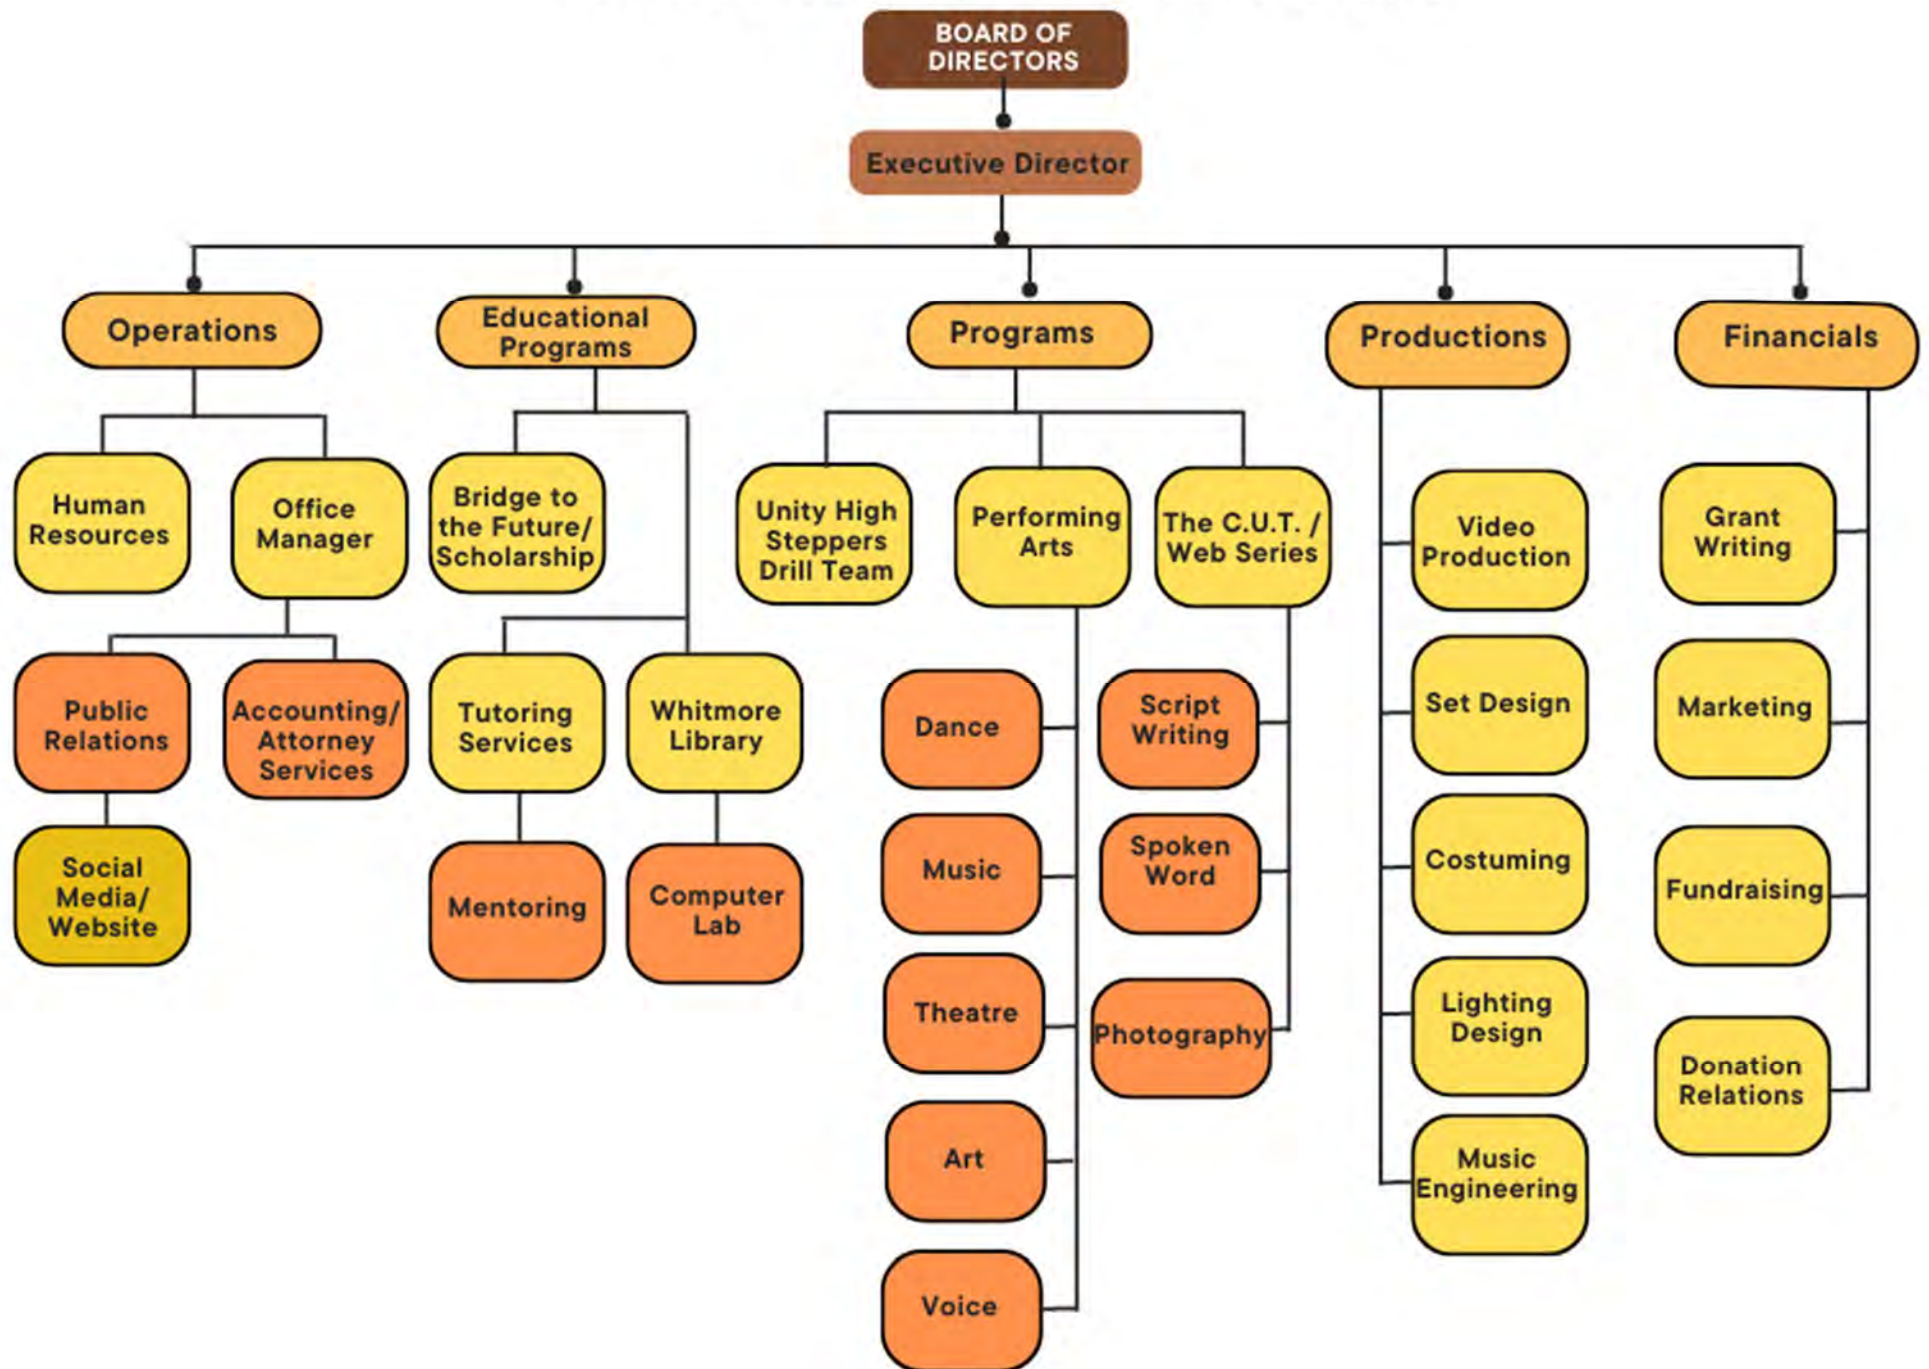 BOARD OF
DIRECTORS
Executive Director
Operations
Educational
Programs
Programs
Productions
Financials
Human
Resources
Office
Manager
Bridge to
the Future/
Scholarship
Unity High
Steppers
Drill Team
Performing
Arts
The C.U.T. /
Web Series
Video
Production
Grant
Writing
Public
Relations
Accounting/
Attorney
Services
Tutoring
Services
Whitmore
Library
Dance
Script
Writing
Set Design
Marketing
Social
Media/
Website
Mentoring
Computer
Lab
Music
Spoken
Word
Costuming
Fundraising
Theatre
Photography
Lighting
Design
Donation
Relations
Art
Music
Engineering
Voice